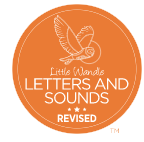 Little Wandle
LETTERS AND
SOUNDS
REVISED
TM